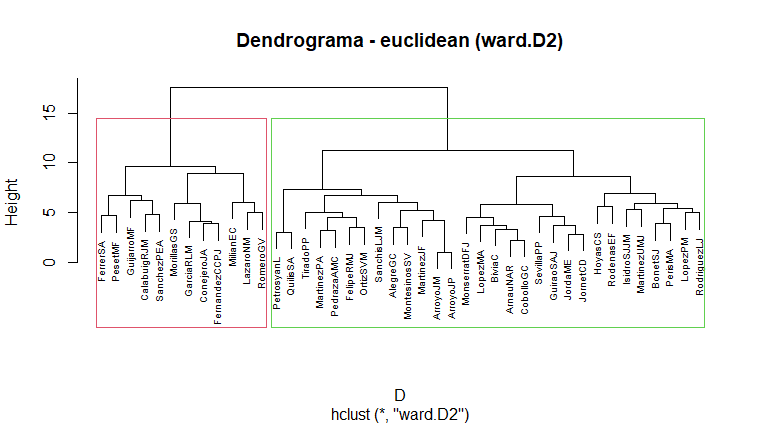 Dendrograma - euclidean (ward.D2)
Height
15
10
5
0
FerrerSA
PesetMF
GuijarroMF
CalabuigRJM
SanchezPEA
MorillasGS
GarciaRLM
ConejeroJA
FernandezCCPJ
MilianEC
LazaroNM
RomeroGV
PetrosyanL
QuilisSA
TiradoPP
MartinezPA
PedrazaAMC
FelipeRMJ
OrtizSVM
SanchisLJM
AlegreGC
MontesinosSV
MartinezJF
ArroyoJM
ArroyoJP
MonserratDFJ
LopezMA
BiviaC
ArnauNAR
CobolloGC
SevillaPP
GuiraoSAJ
JordaME
JornetCD
HoyasCS
RodenasEF
IsidroSJJM
MartinezUMJ
BonetSJ
PerisMA
LopezPM
RodriguezLJ
D
hclust (*, "ward.D2")